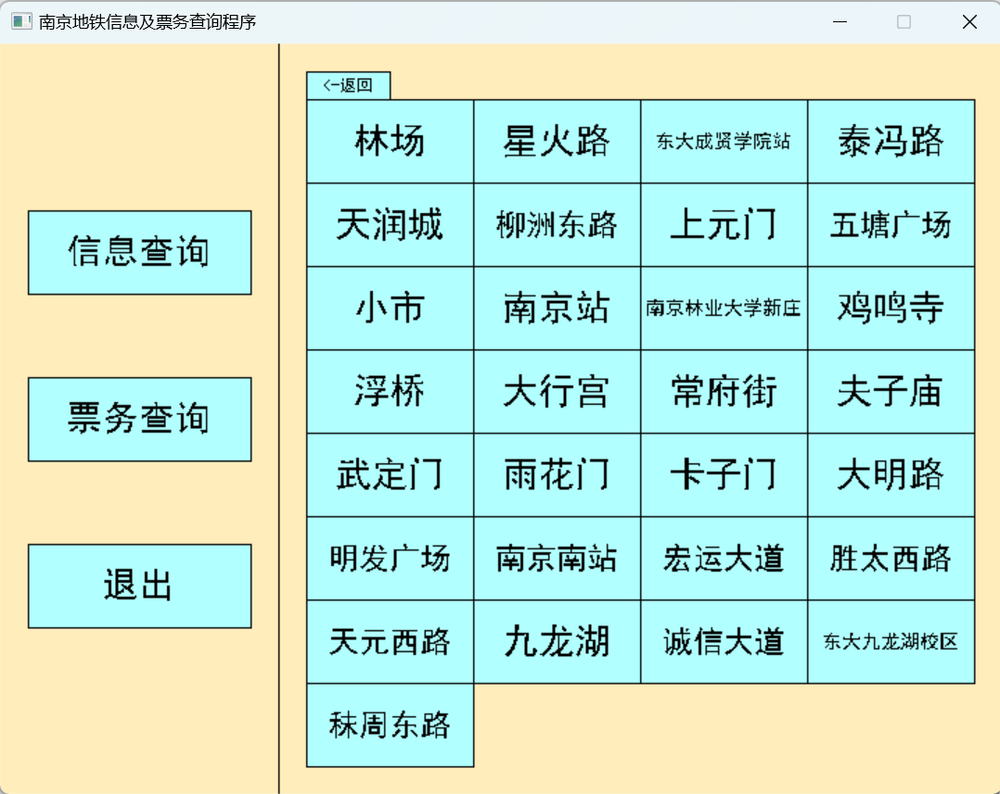 南京地铁信息及票务查询程序
<-返回
林场 星火路 东大成贤学院站 泰冯路
天润城 柳洲东路 上元门 五塘广场
信息查询
小市 南京站 南京林业大学新庄 鸡鸣寺
浮桥 大行宫 常府街 夫子庙
票务查询
武定门 雨花门 卡子门 大明路
明发广场 南京南站 宏运大道 胜太西路
退出
天元西路 九龙湖 诚信大道 东大九龙湖校区
秣周东路